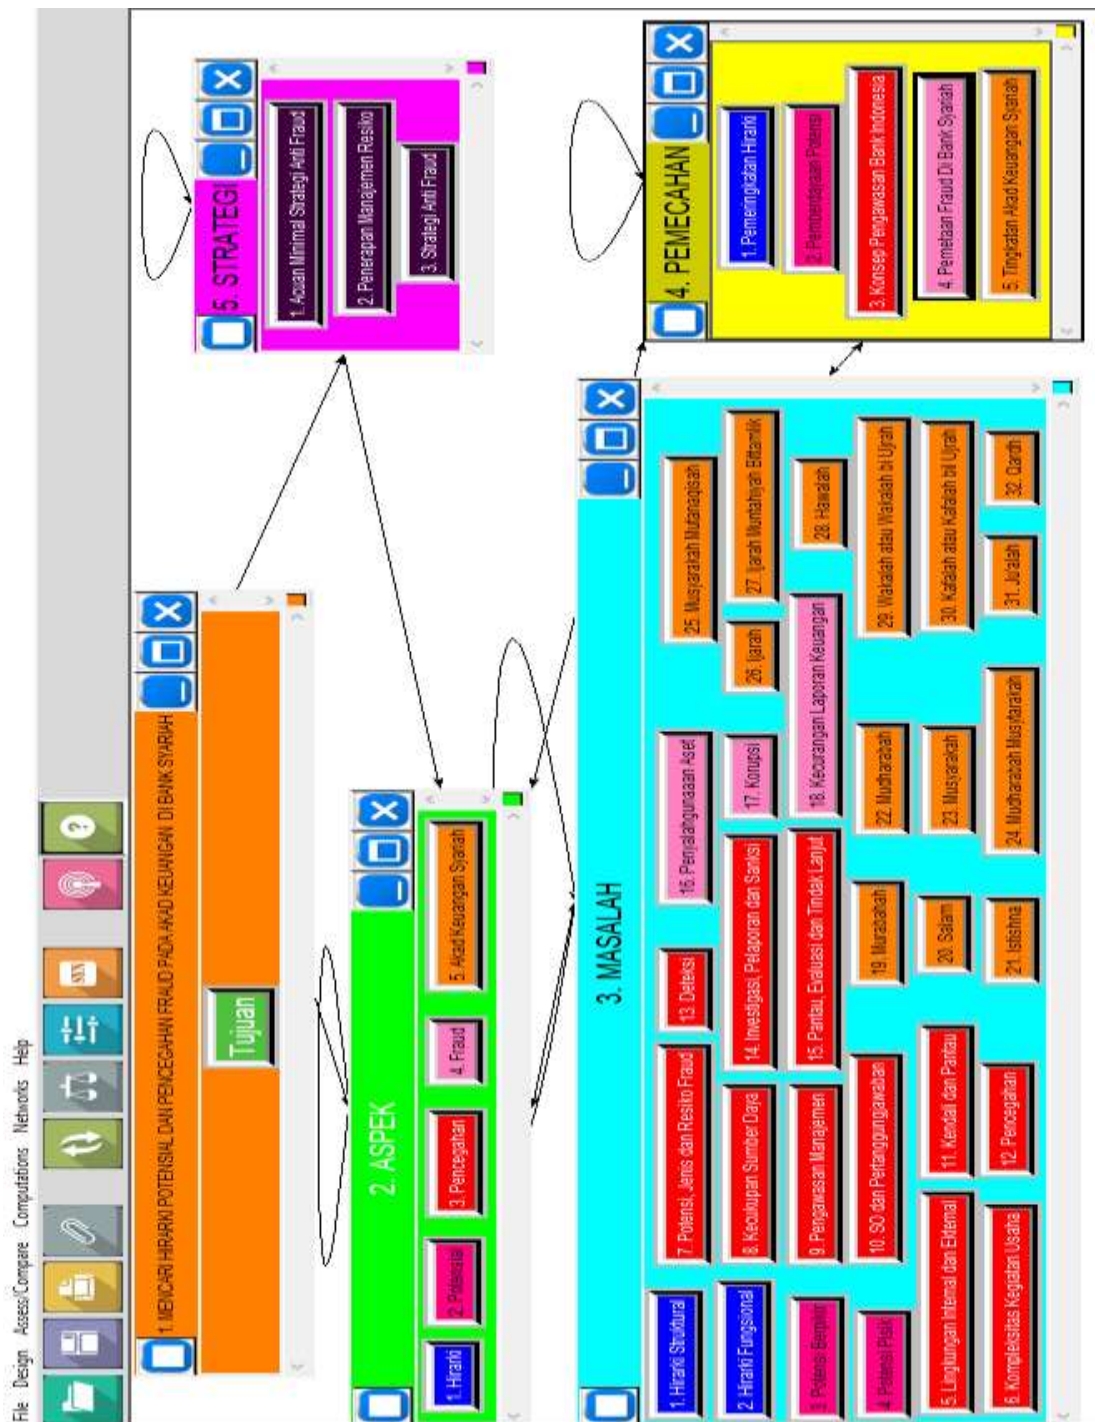 File Design Assess/Compare Computations Networks Help
1. MENCARI HIRARKI POTENSIAL DAN PENCEGAHAN FRAUD PADA AKAD KEUANGAN DI BANK SYARIAH
Tujuan
5. STRATEGI
1. Acuan Minimal Strategi Anti Fraud
2. Penerapan Manajemen Resiko
3. Strategi Anti Fraud
2. ASPEK
1. Hirarki
2. Potensial
3. Pencegahan
4. Fraud
5. Akad Keuangan Syariah
3. MASALAH
1. Hirarki Struktural
2. Hirarki Fungsional
3. Potensi Berpikir
4. Potensi Pisik
5. Lingkungan Internal dan Eksternal
6. Kompleksitas Kegiatan Usaha
7. Potensi, Jenis dan Resiko Fraud
8. Kecukupan Sumber Daya
9. Pengawasan Manajemen
10. SO dan Pertanggungjawaban
11. Kendali dan Pantau
12. Pencegahan
13. Deteksi
14. Investigasi, Pelaporan dan Sanksi
15. Pantau, Evaluasi dan Tindak Lanjut
16. Penyalahgunaaan Aset
17. Korupsi
18. Kecurangan Laporan Keuangan
19. Murabahah
20. Salam
21. Istishna
22. Mudharabah
23. Musyarakah
24. Mudharabah Musytarakah
25. Musyarakah Mutanaqisah
26. Ijarah
27. Ijarah Muntahiyah Bittamlik
28. Hawalah
29. Wakalah atau Wakalah bil Ujrah
30. Kafalah atau Kafalah bil Ujrah
31. Ju'alah
32. Qardh
4. PEMECAHAN
1. Pemeringkatan Hirarki
2. Pemberdayaan Potensi
3. Konsep Pengawasan Bank Indonesia
4. Pemetaan Fraud Di Bank Syariah
5. Tingkatan Akad Keuangan Syariah